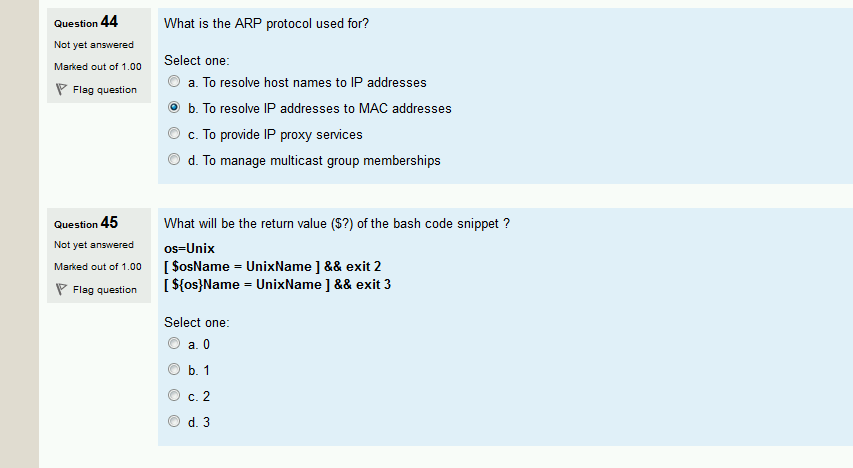 Question 44
Not yet answered
Marked out of 1.00
Flag question
What is the ARP protocol used for?
Select one:
a. To resolve host names to IP addresses
b. To resolve IP addresses to MAC addresses
c. To provide IP proxy services
d. To manage multicast group memberships
Question 45
Not yet answered
Marked out of 1.00
Flag question
What will be the return value ($?) of the bash code snippet ?
os=Unix
[ $osName = UnixName ] && exit 2
[ ${os}Name = UnixName ] && exit 3
Select one:
a. 0
b. 1
c. 2
d. 3